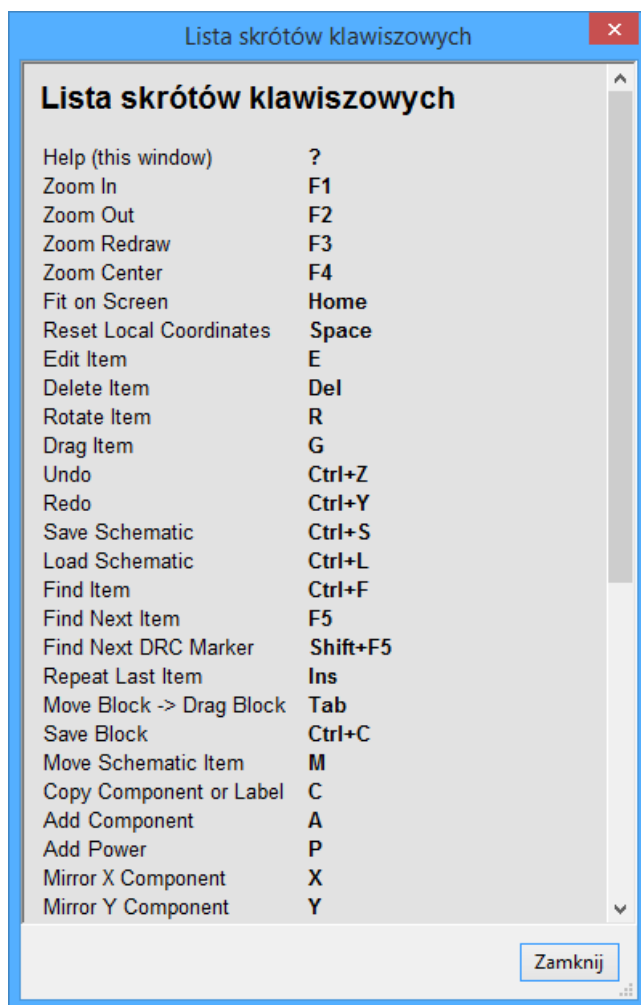 Lista skrótów klawiszowych
Lista skrótów klawiszowych
Help (this window) ?
Zoom In F1
Zoom Out F2
Zoom Redraw F3
Zoom Center F4
Fit on Screen Home
Reset Local Coordinates Space
Edit Item E
Delete Item Del
Rotate Item R
Drag Item G
Undo Ctrl+Z
Redo Ctrl+Y
Save Schematic Ctrl+S
Load Schematic Ctrl+L
Find Item Ctrl+F
Find Next Item F5
Find Next DRC Marker Shift+F5
Repeat Last Item Ins
Move Block -> Drag Block Tab
Save Block Ctrl+C
Move Schematic Item M
Copy Component or Label C
Add Component A
Add Power P
Mirror X Component X
Mirror Y Component Y
Zamknij